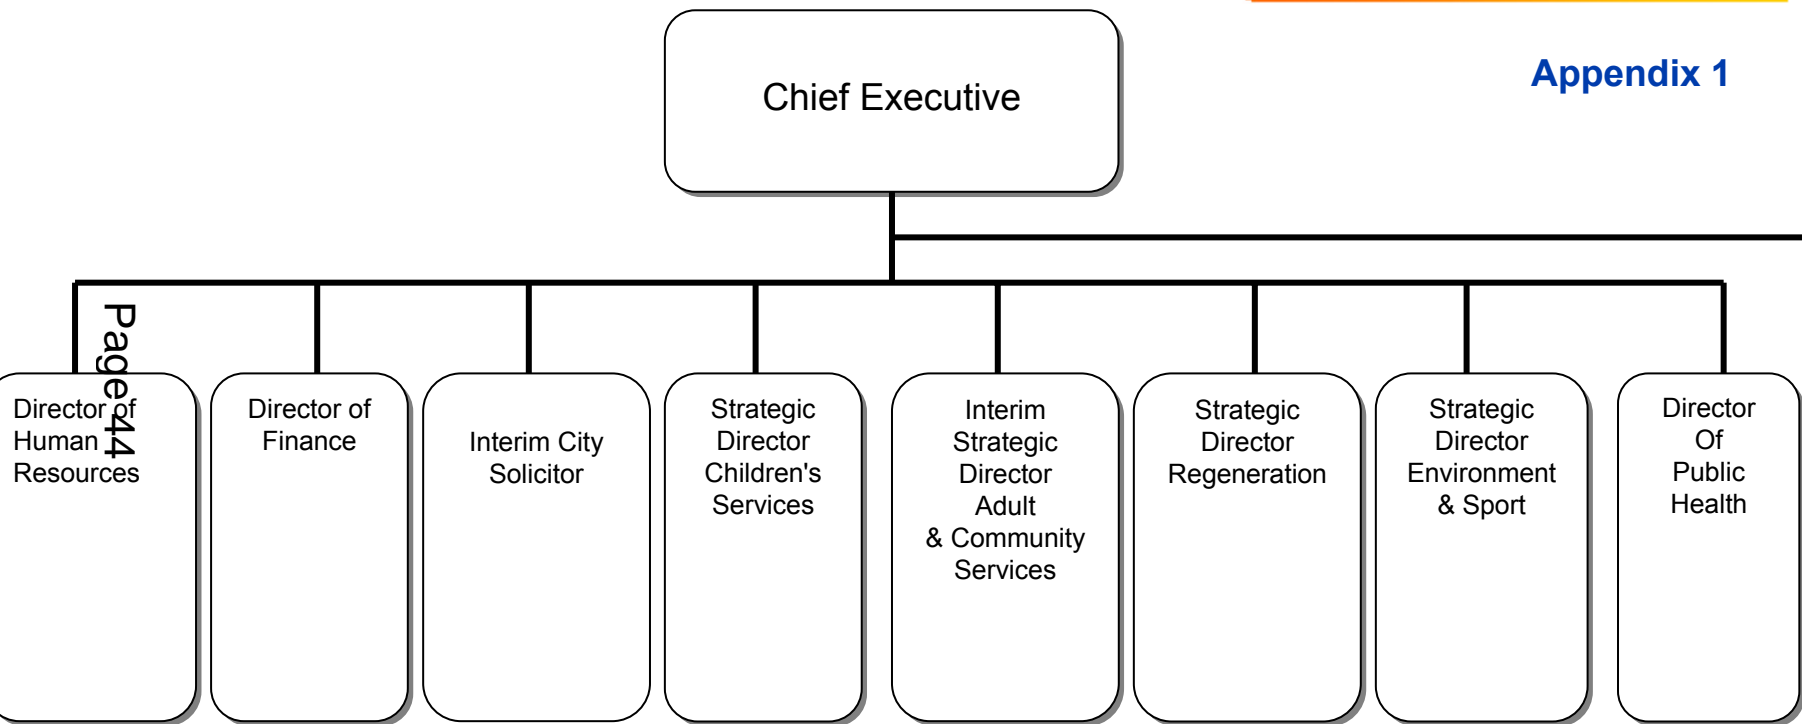 Appendix 1
Chief Executive
Page 44
Director of
Human
Resources
Director of
Finance
Interim City
Solicitor
Strategic
Director
Children's
Services
Interim
Strategic
Director
Adult
& Community
Services
Strategic
Director
Regeneration
Strategic
Director
Environment
& Sport
Director
Of
Public
Health